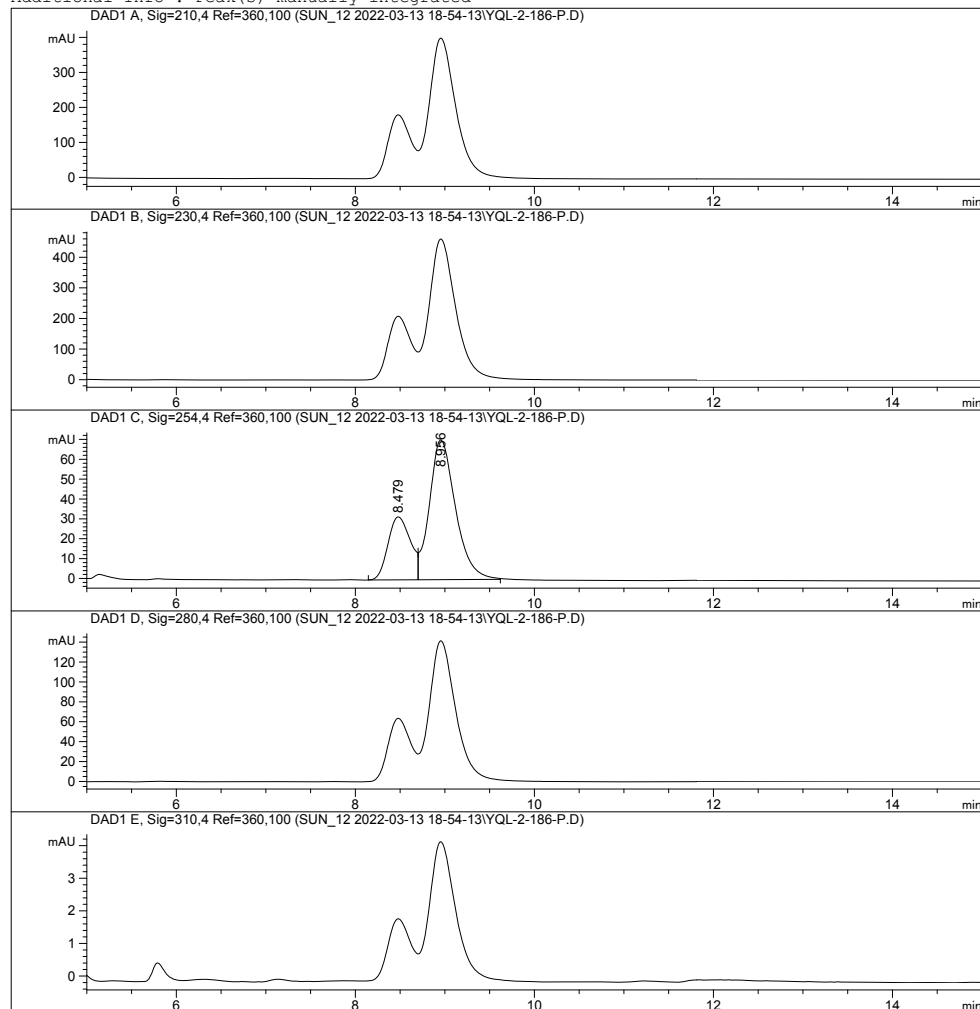 Additional Info : Peak(s) manually integrated
DAD1 A, Sig=210,4 Ref=360,100 (SUN_12 2022-03-13 18-54-13\YQL-2-186-P.D)
mAU
300
200
100
0
6 8 10 12 14 min
DAD1 B, Sig=230,4 Ref=360,100 (SUN_12 2022-03-13 18-54-13\YQL-2-186-P.D)
mAU
400
300
200
100
0
6 8 10 12 14 min
DAD1 C, Sig=254,4 Ref=360,100 (SUN_12 2022-03-13 18-54-13\YQL-2-186-P.D)
mAU
60
50
40
30
20
10
0
8.479
8.956
6 8 10 12 14 min
DAD1 D, Sig=280,4 Ref=360,100 (SUN_12 2022-03-13 18-54-13\YQL-2-186-P.D)
mAU
120
100
80
60
40
20
0
6 8 10 12 14 min
DAD1 E, Sig=310,4 Ref=360,100 (SUN_12 2022-03-13 18-54-13\YQL-2-186-P.D)
mAU
3
2
1
0
6 8 10 12 14 min